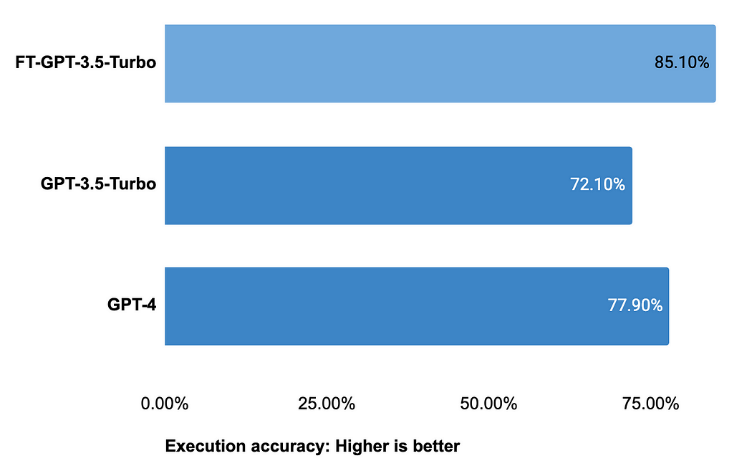 FT-GPT-3.5-Turbo 85.10%
GPT-3.5-Turbo 72.10%
GPT-4 77.90%
0.00% 25.00% 50.00% 75.00%
Execution accuracy: Higher is better